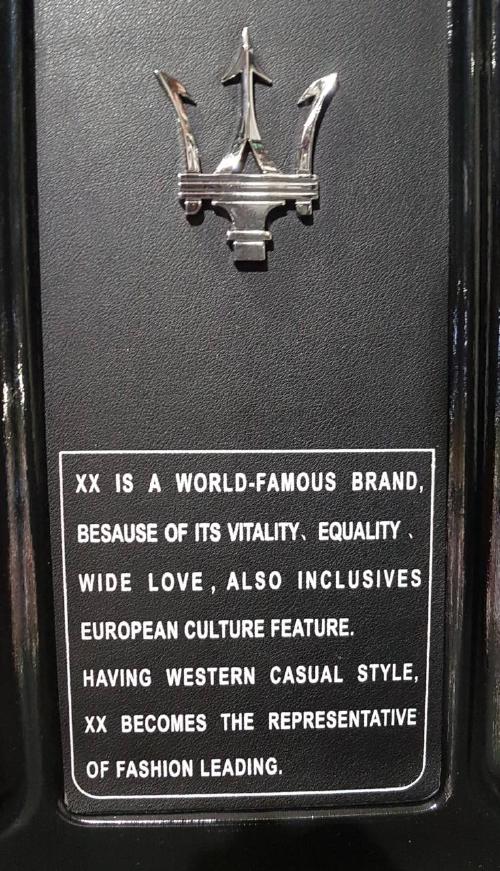 XX IS A WORLD-FAMOUS BRAND,
BESAUSE OF ITS VITALITY、EQUALITY、
WIDE LOVE, ALSO INCLUSIVES
EUROPEAN CULTURE FEATURE.
HAVING WESTERN CASUAL STYLE,
XX BECOMES THE REPRESENTATIVE
OF FASHION LEADING.